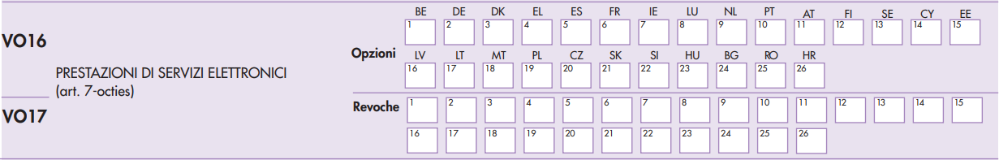 BE DE DK EL ES FR IE LU NL PT AT FI SE CY EE
VO16
1 2 3 4 5 6 7 8 9 10 11 12 13 14 15
Opzioni
LV LT MT PL CZ SK SI HU BG RO HR
PRESTAZIONI DI SERVIZI ELETTRONICI
16 17 18 19 20 21 22 23 24 25 26
(art. 7-octies)
VO17
Revoche
1 2 3 4 5 6 7 8 9 10 11 12 13 14 15
16 17 18 19 20 21 22 23 24 25 26